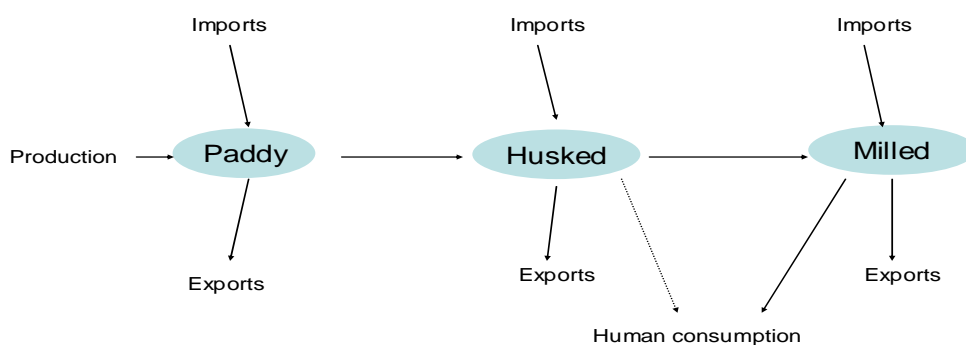 Imports
Imports
Imports
Production
Paddy
Husked
Milled
Exports
Exports
Exports
Human consumption